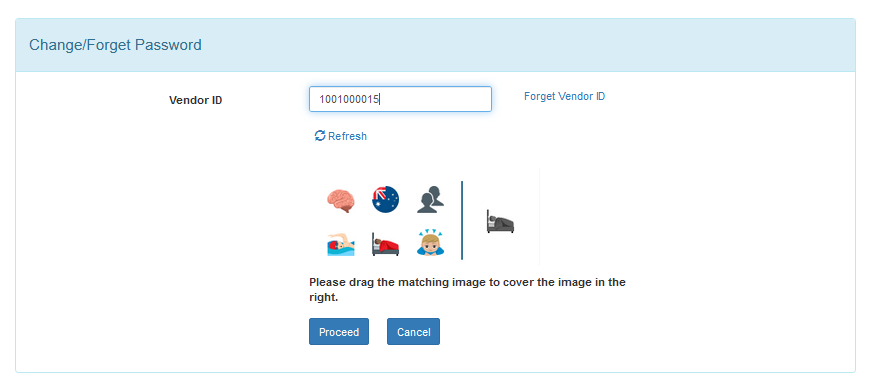 Change/Forget Password
Vendor ID
1001000015
Forget Vendor ID
Refresh
Please drag the matching image to cover the image in the
right.
Proceed
Cancel